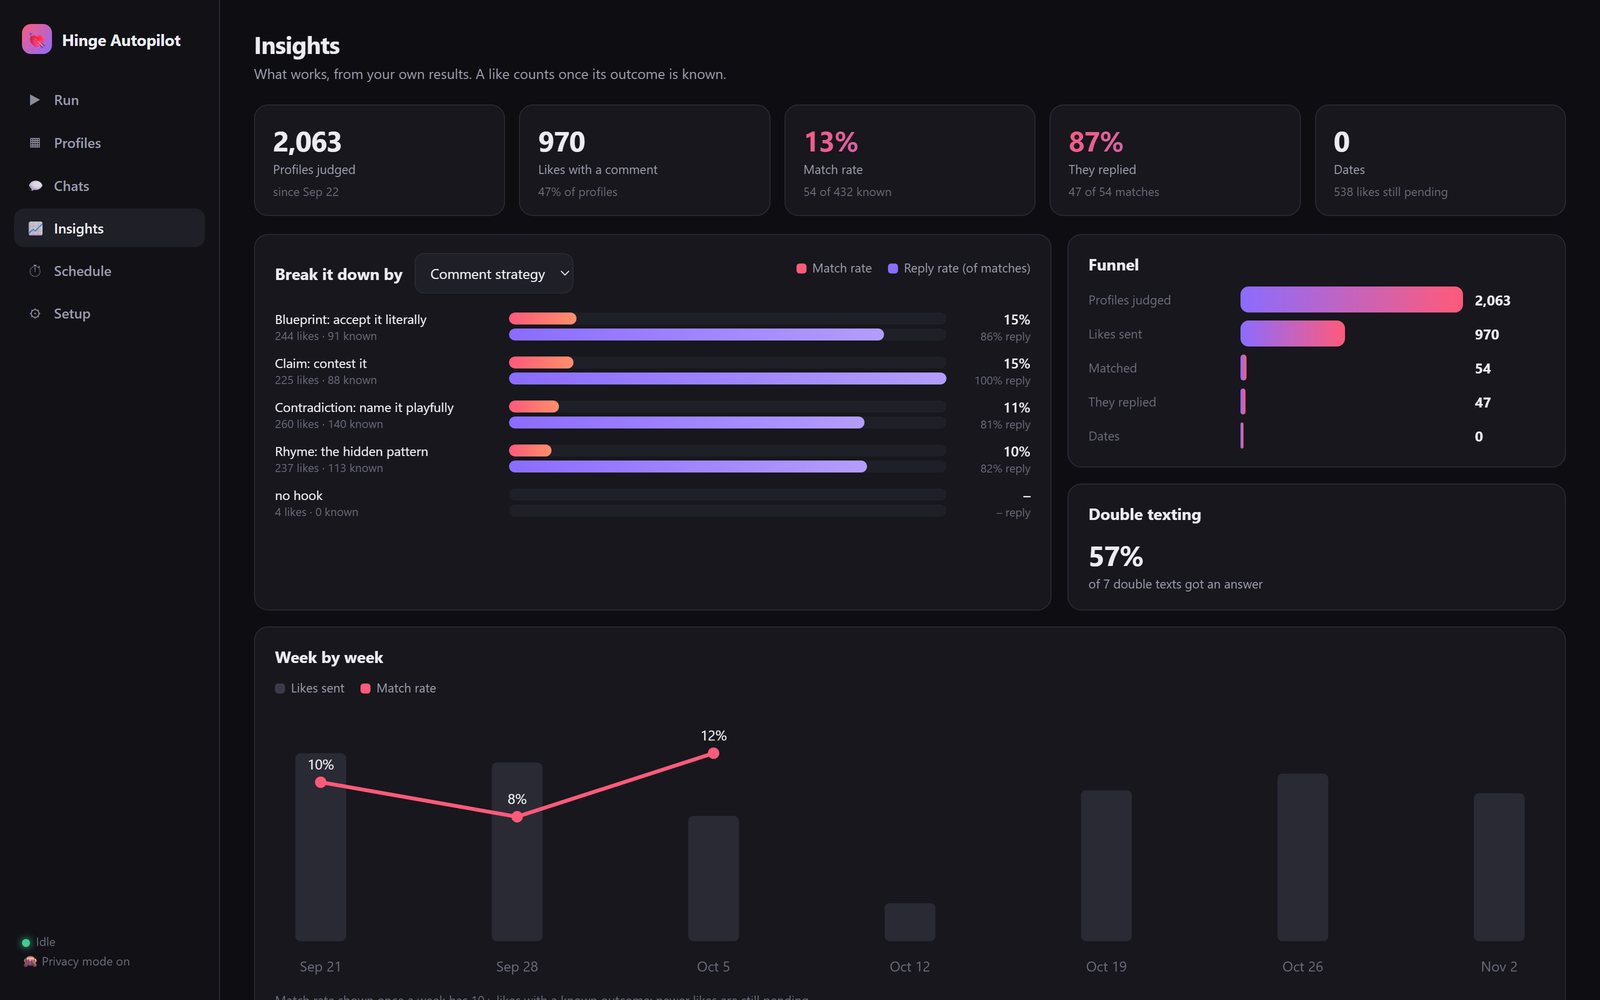 Hinge Autopilot
Run
Profiles
Chats
Insights
Schedule
Setup
Idle
Privacy mode on
Insights
What works, from your own results. A like counts once its outcome is known.
2,063
Profiles judged
since Sep 22
970
Likes with a comment
47% of profiles
13%
Match rate
54 of 432 known
87%
They replied
47 of 54 matches
0
Dates
538 likes still pending
Break it down by
Comment strategy
Match rate
Reply rate (of matches)
Blueprint: accept it literally
15%
244 likes · 91 known
86% reply
Claim: contest it
15%
225 likes · 88 known
100% reply
Contradiction: name it playfully
11%
260 likes · 140 known
81% reply
Rhyme: the hidden pattern
10%
237 likes · 113 known
82% reply
no hook
–
4 likes · 0 known
– reply
Funnel
Profiles judged 2,063
Likes sent 970
Matched 54
They replied 47
Dates 0
Double texting
57%
of 7 double texts got an answer
Week by week
Likes sent
Match rate
10%
8%
12%
Sep 21
Sep 28
Oct 5
Oct 12
Oct 19
Oct 26
Nov 2